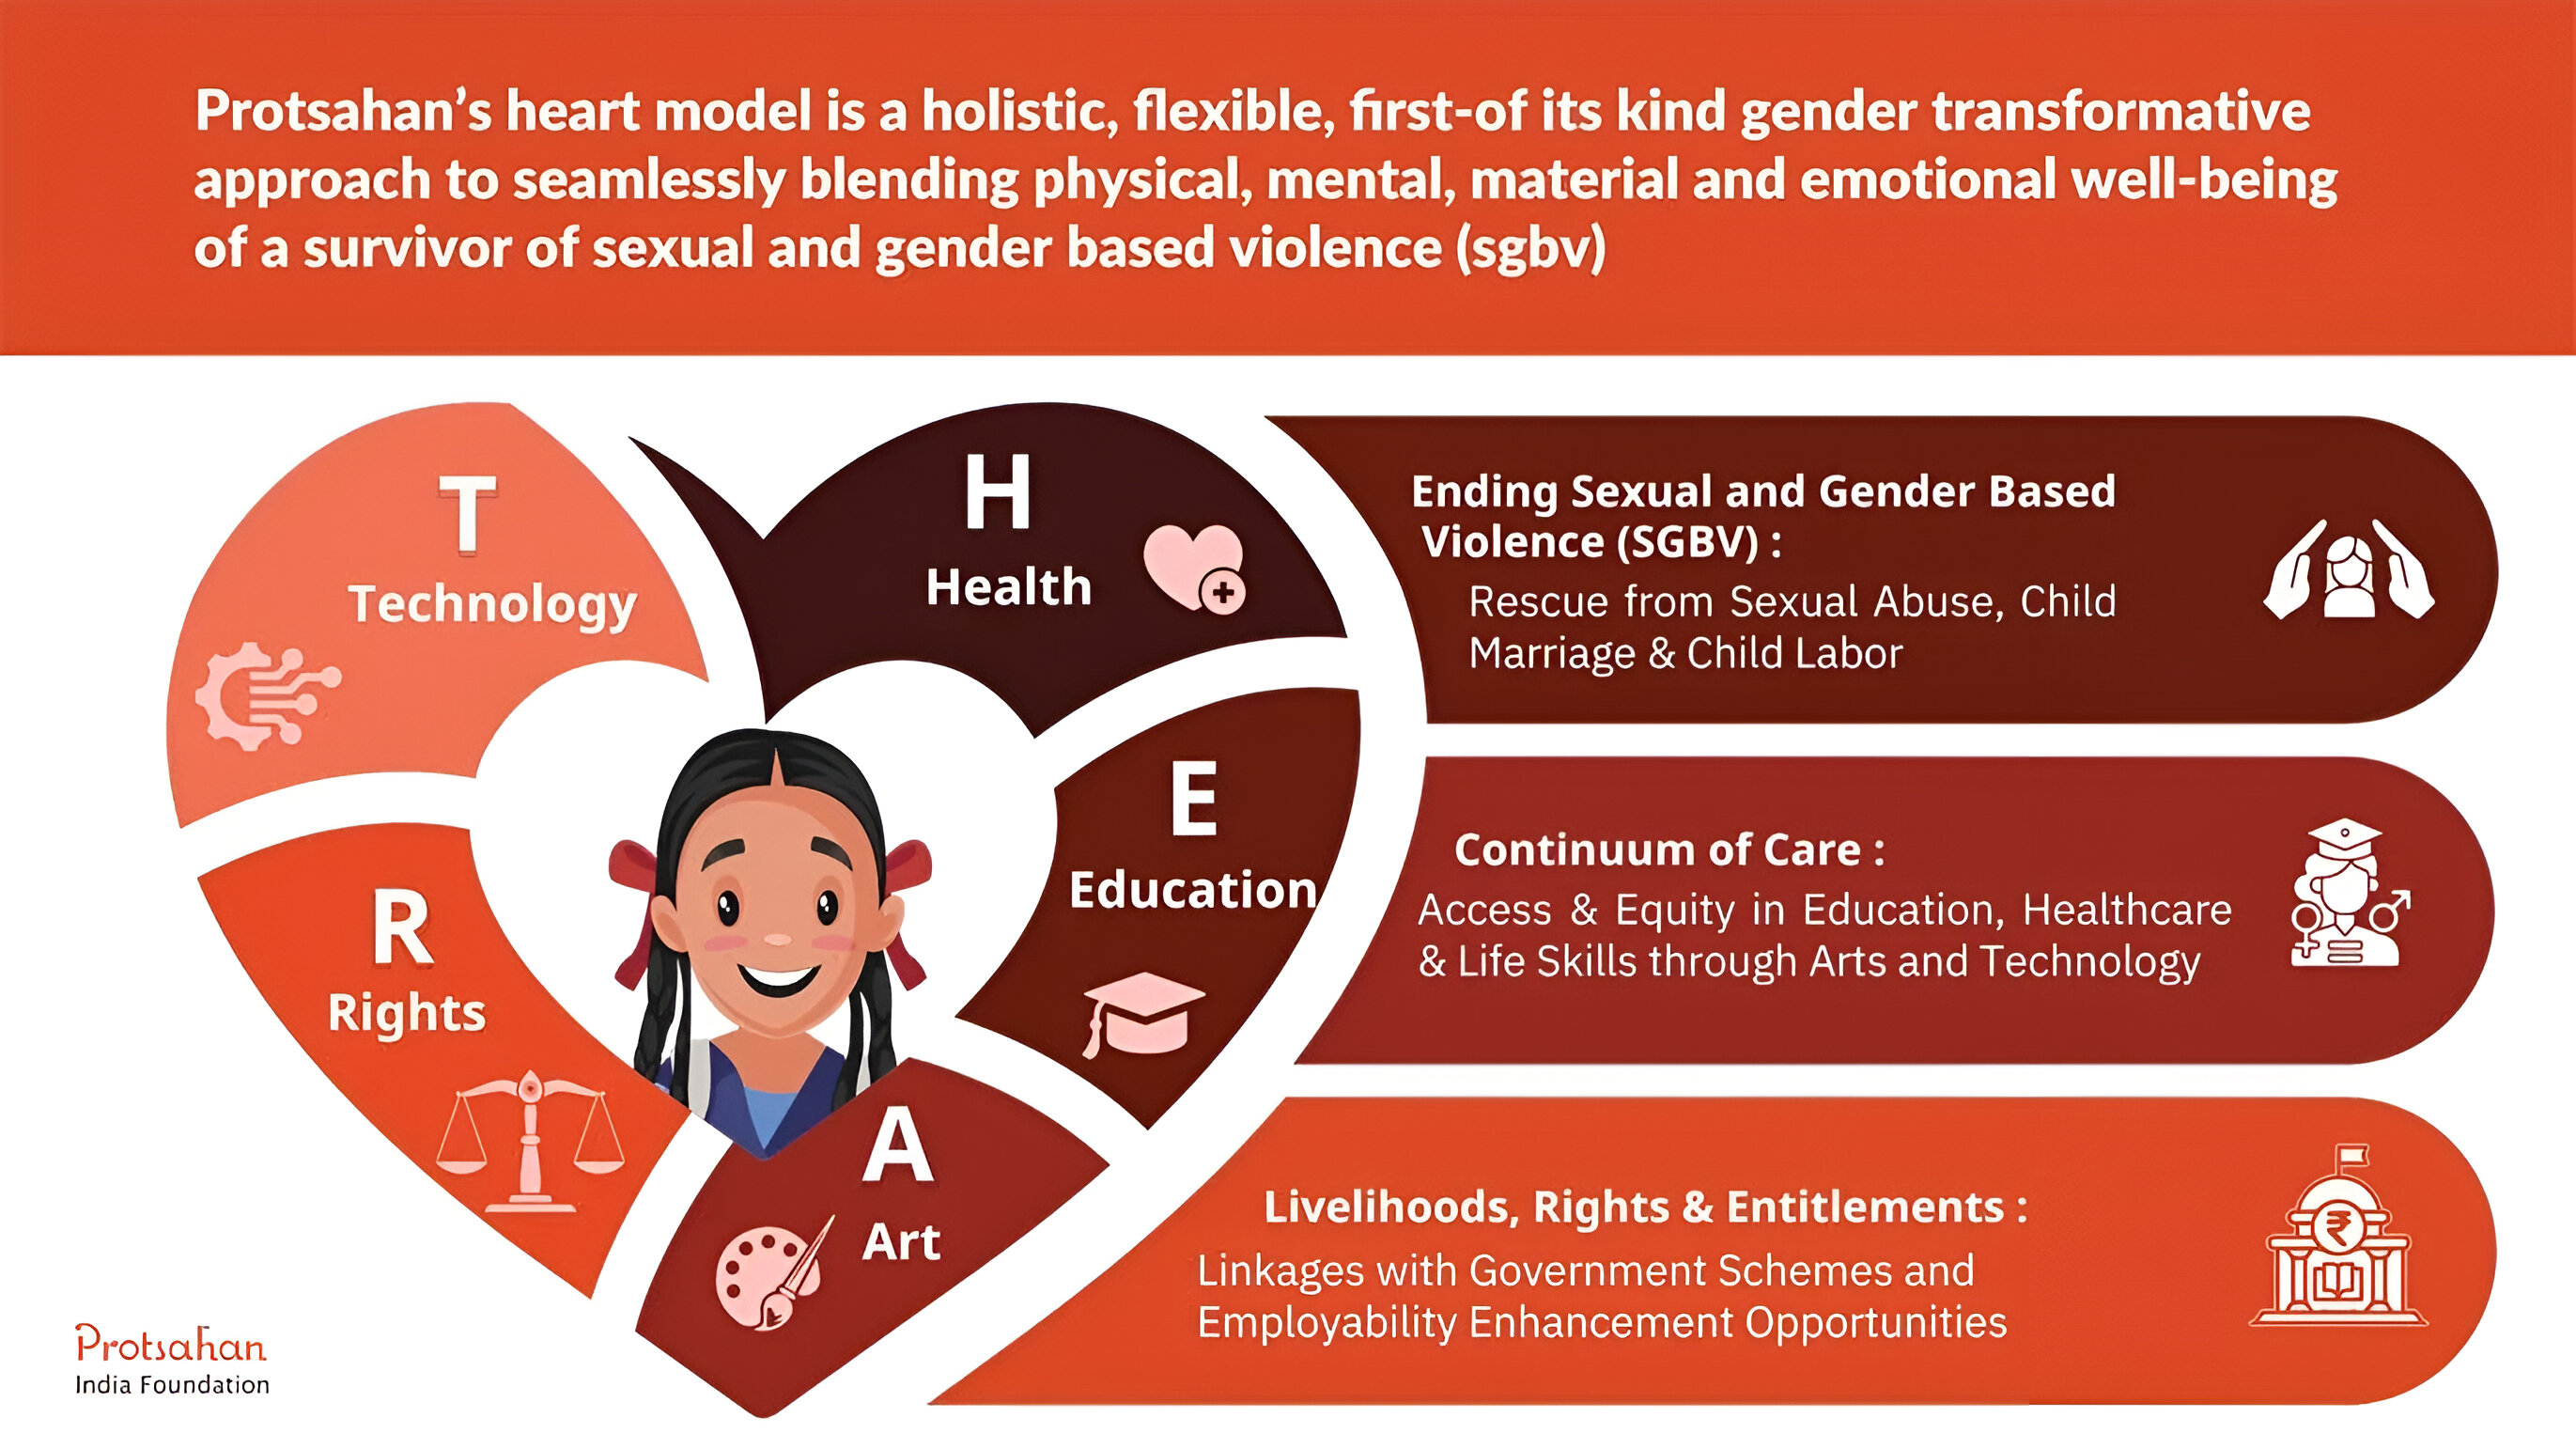 Protsahan's heart model is a holistic, flexible, first-of its kind gender transformative
approach to seamlessly blending physical, mental, material and emotional well-being
of a survivor of sexual and gender based violence (sgbv)
H
Health
E
Education
A
Art
R
Rights
T
Technology
Ending Sexual and Gender Based
Violence (SGBV) :
Rescue from Sexual Abuse, Child
Marriage & Child Labor
Continuum of Care :
Access & Equity in Education, Healthcare
& Life Skills through Arts and Technology
Livelihoods, Rights & Entitlements :
Linkages with Government Schemes and
Employability Enhancement Opportunities
₹
Protsahan
India Foundation